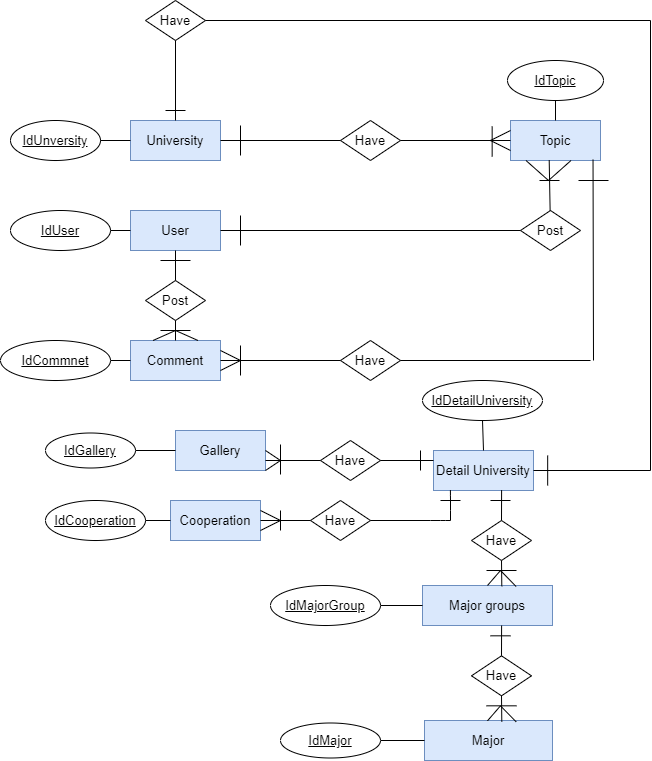 Have
IdTopic
IdUnversity
University
Have
Topic
IdUser
User
Post
Post
IdCommnet
Comment
Have
IdDetailUniversity
IdGallery
Gallery
Have
Detail University
IdCooperation
Cooperation
Have
Have
IdMajorGroup
Major groups
Have
IdMajor
Major